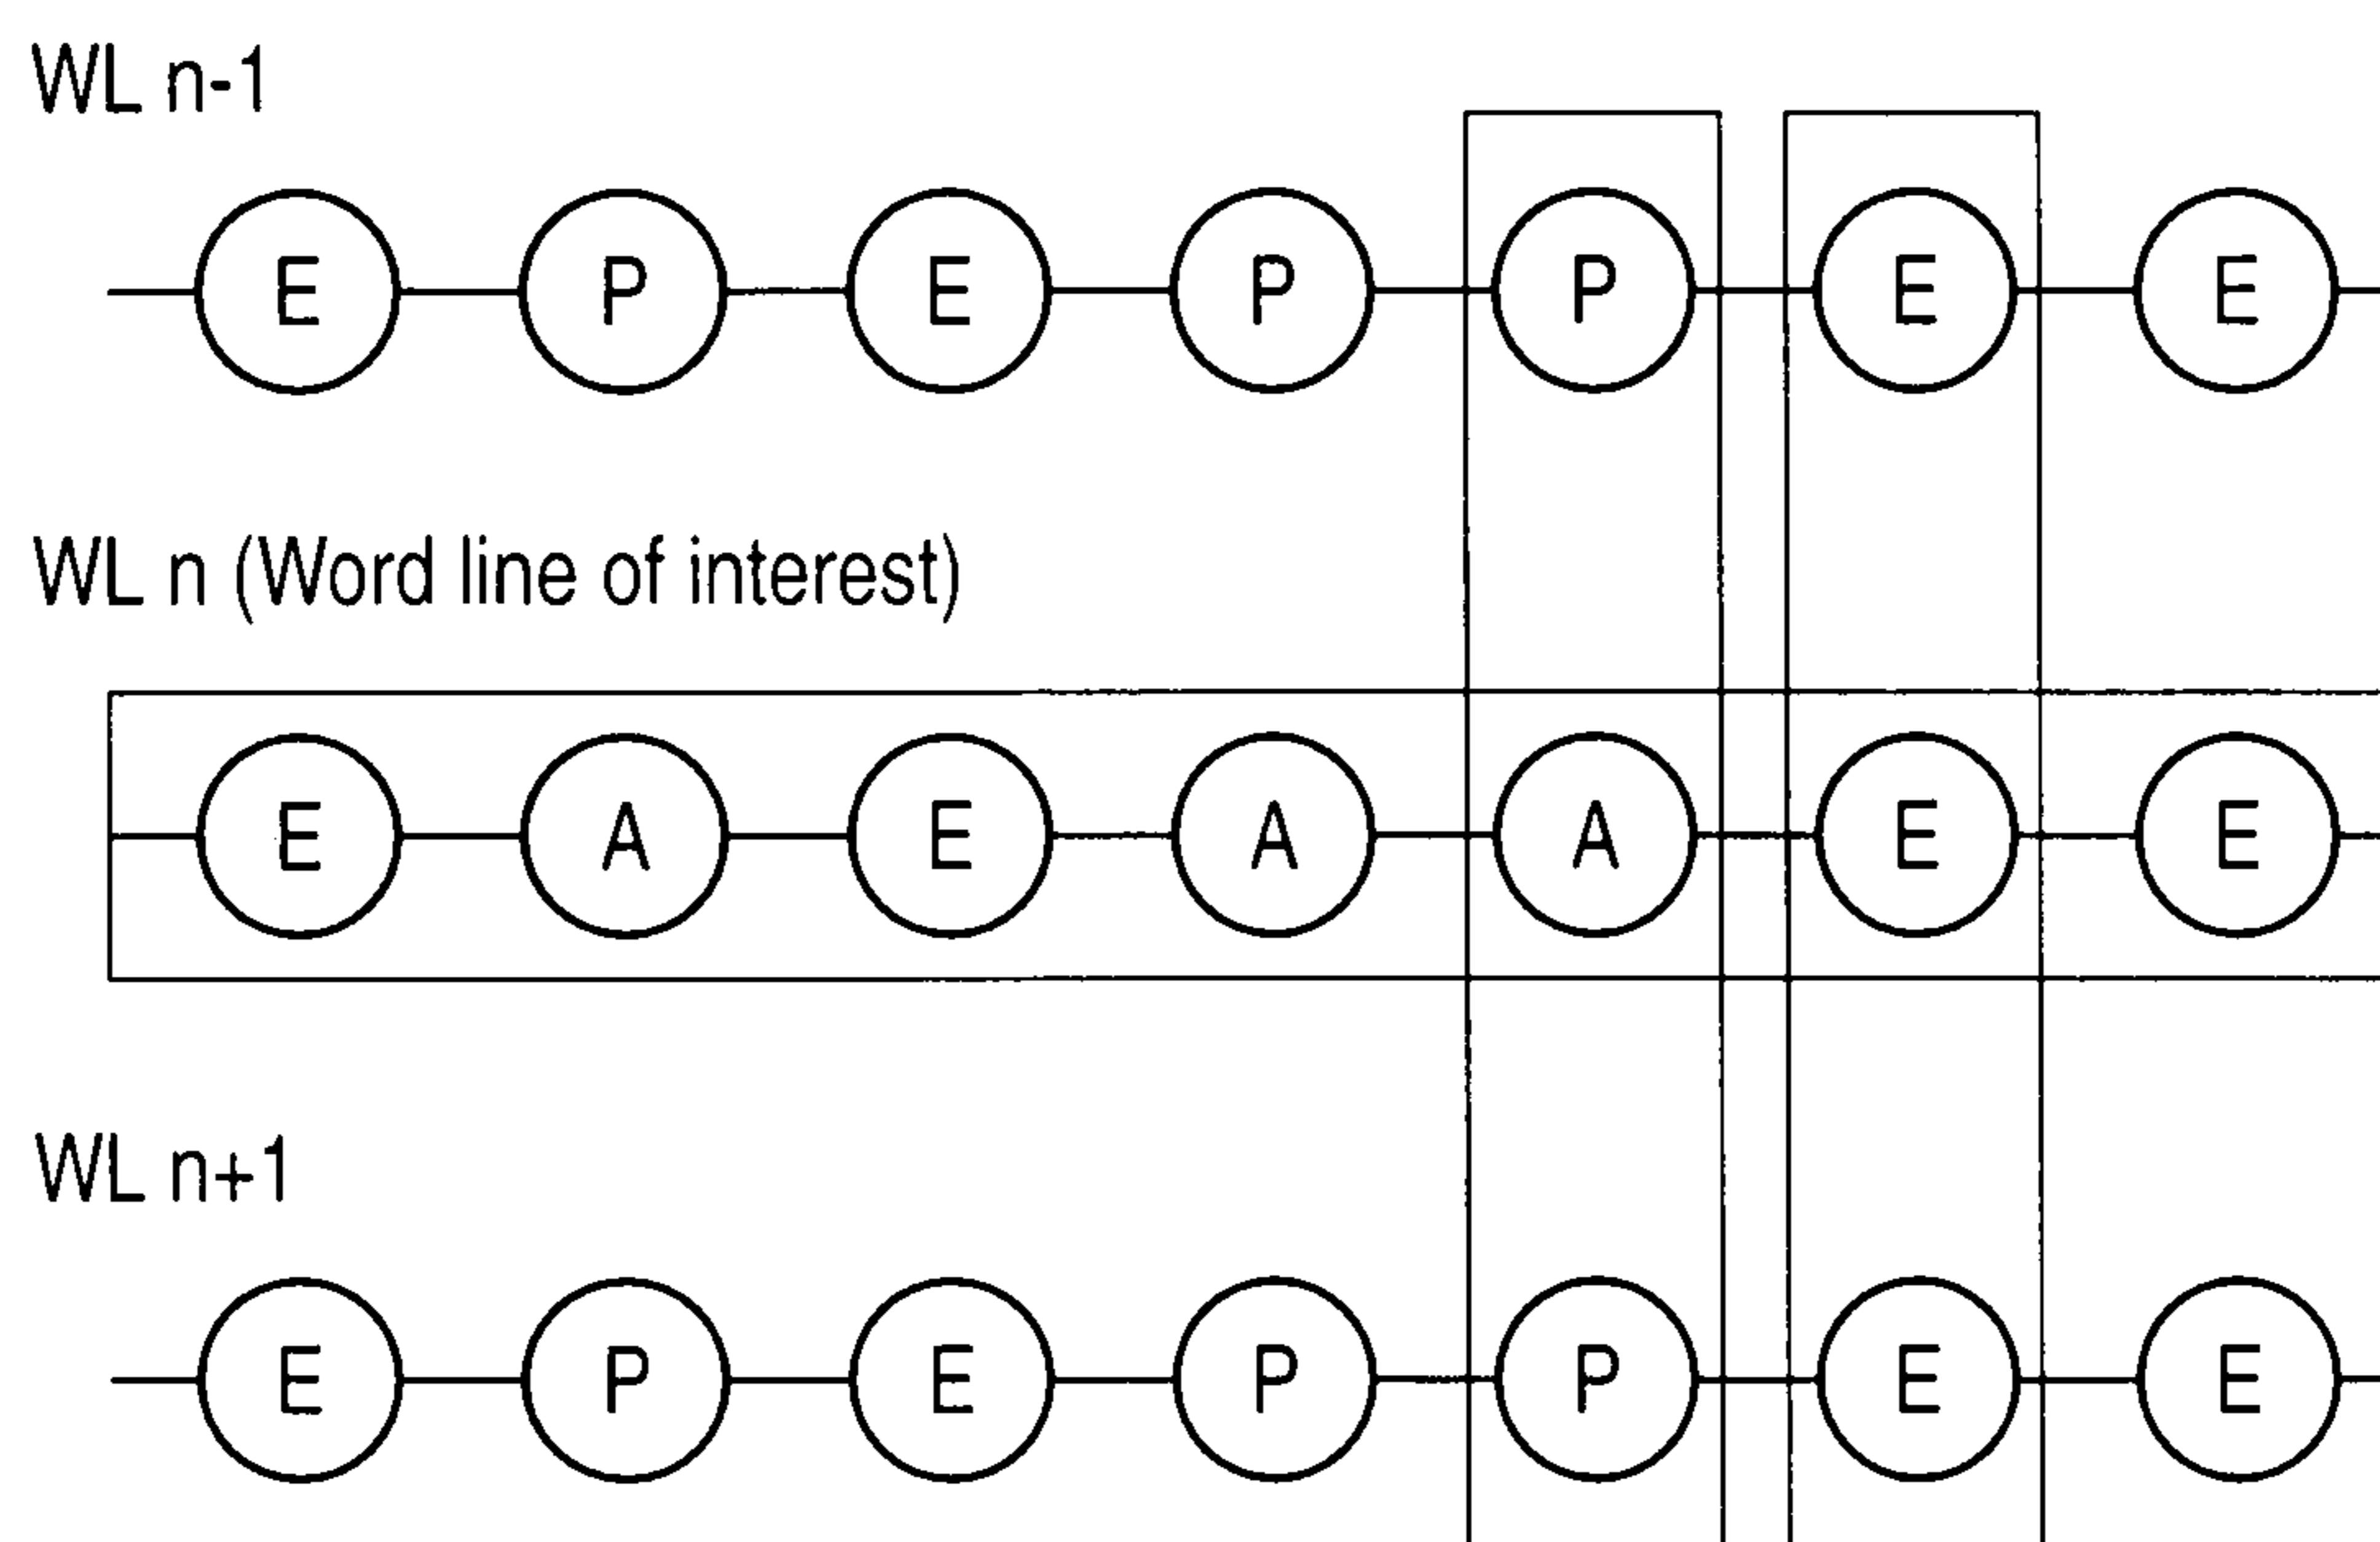 WL n-1
E P E P P E E
WL n (Word line of interest)
E A E A A E E
WL n+1
E P E P P E E